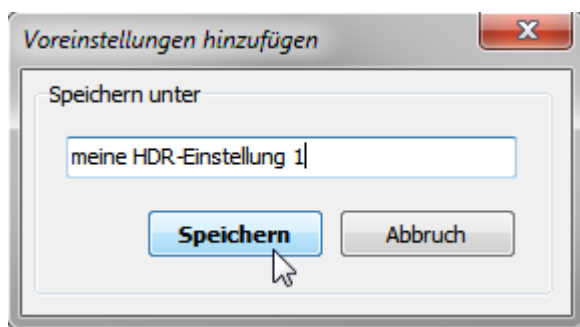 Voreinstellungen hinzufügen
Speichern unter
meine HDR-Einstellung 1
Speichern
Abbruch